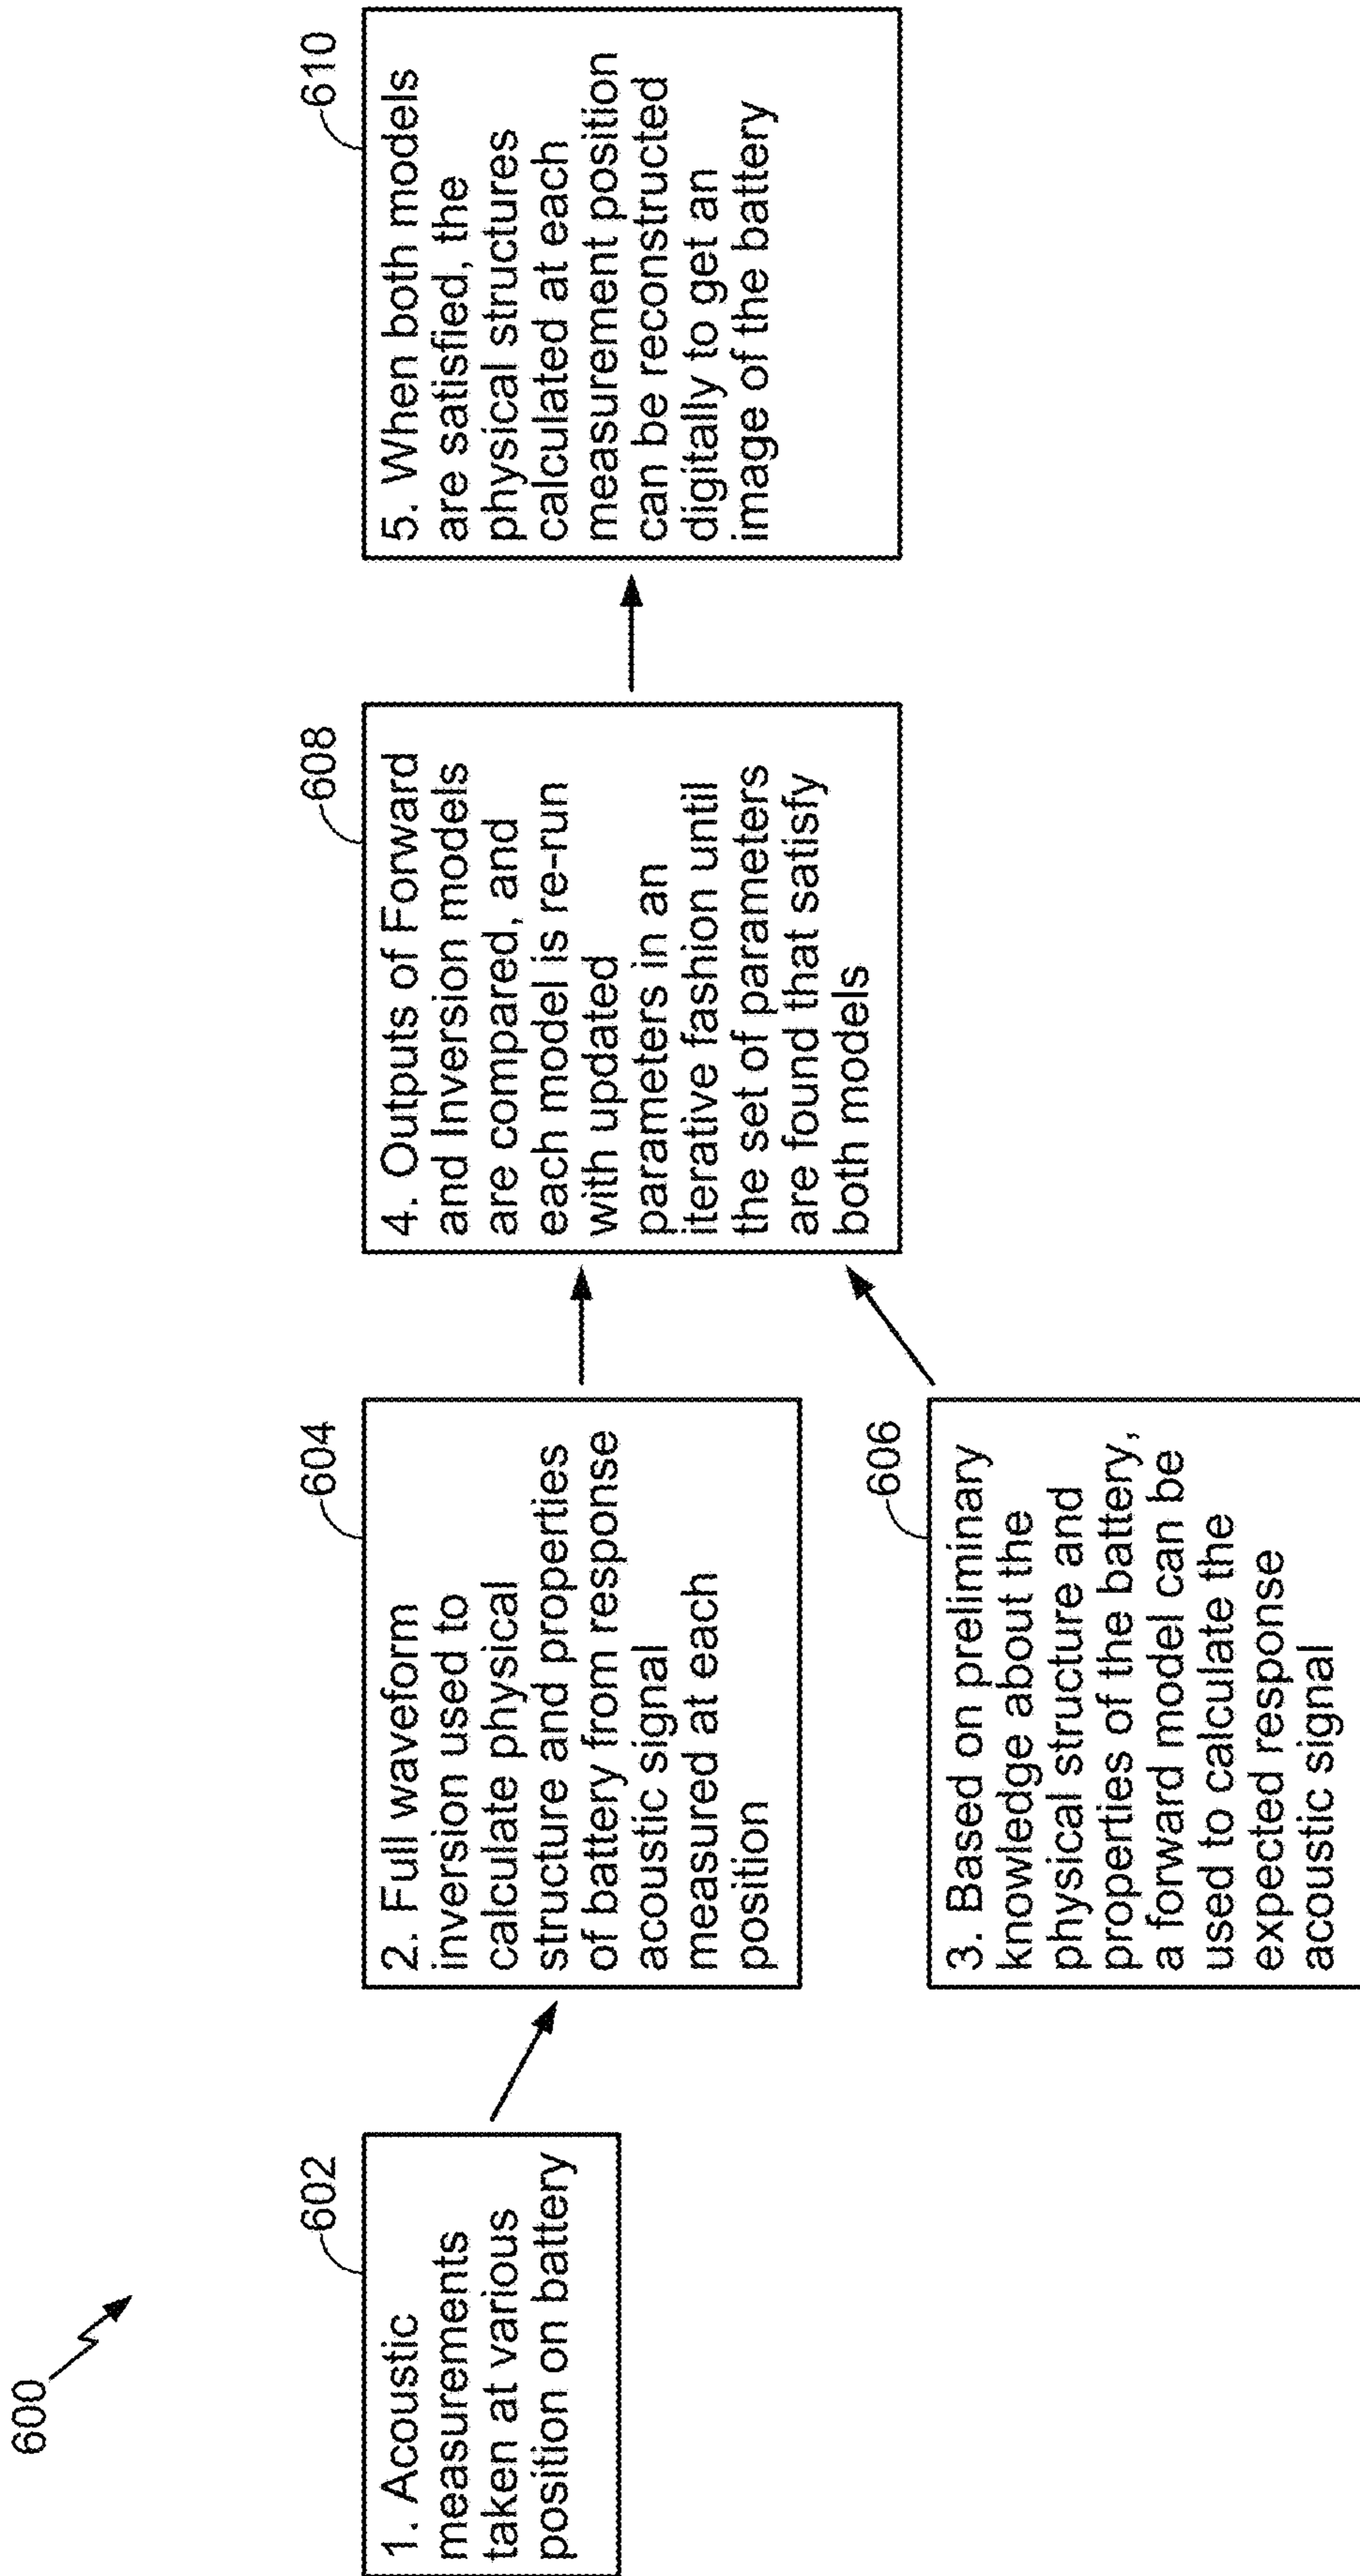 600
602
1. Acoustic
measurements
taken at various
position on battery
604
2. Full waveform
inversion used to
calculate physical
structure and properties
of battery from response
acoustic signal
measured at each
position
606
3. Based on preliminary
knowledge about the
physical structure and
properties of the battery,
a forward model can be
used to calculate the
expected response
acoustic signal
608
4. Outputs of Forward
and Inversion models
are compared, and
each model is re-run
with updated
parameters in an
iterative fashion until
the set of parameters
are found that satisfy
both models
610
5. When both models
are satisfied, the
physical structures
calculated at each
measurement position
can be reconstructed
digitally to get an
image of the battery